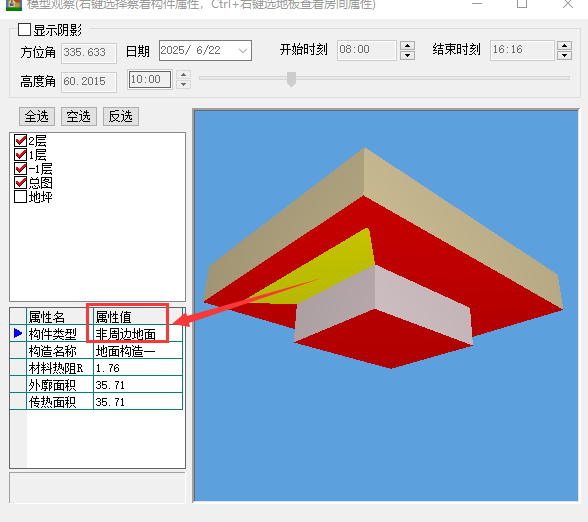 模型观察(右键选择察看构件属性, Ctrl+右键选地板查看房间属性)
显示阴影
方位角 335.633 日期 2025/ 6/22 开始时刻 08:00 结束时刻 16:16
高度角 60.2015 10:00
全选 空选 反选
2层
1层
-1层
总图
地坪
属性名 属性值
构件类型 非周边地面
构造名称 地面构造一
材料热阻R 1.76
外廓面积 35.71
传热面积 35.71